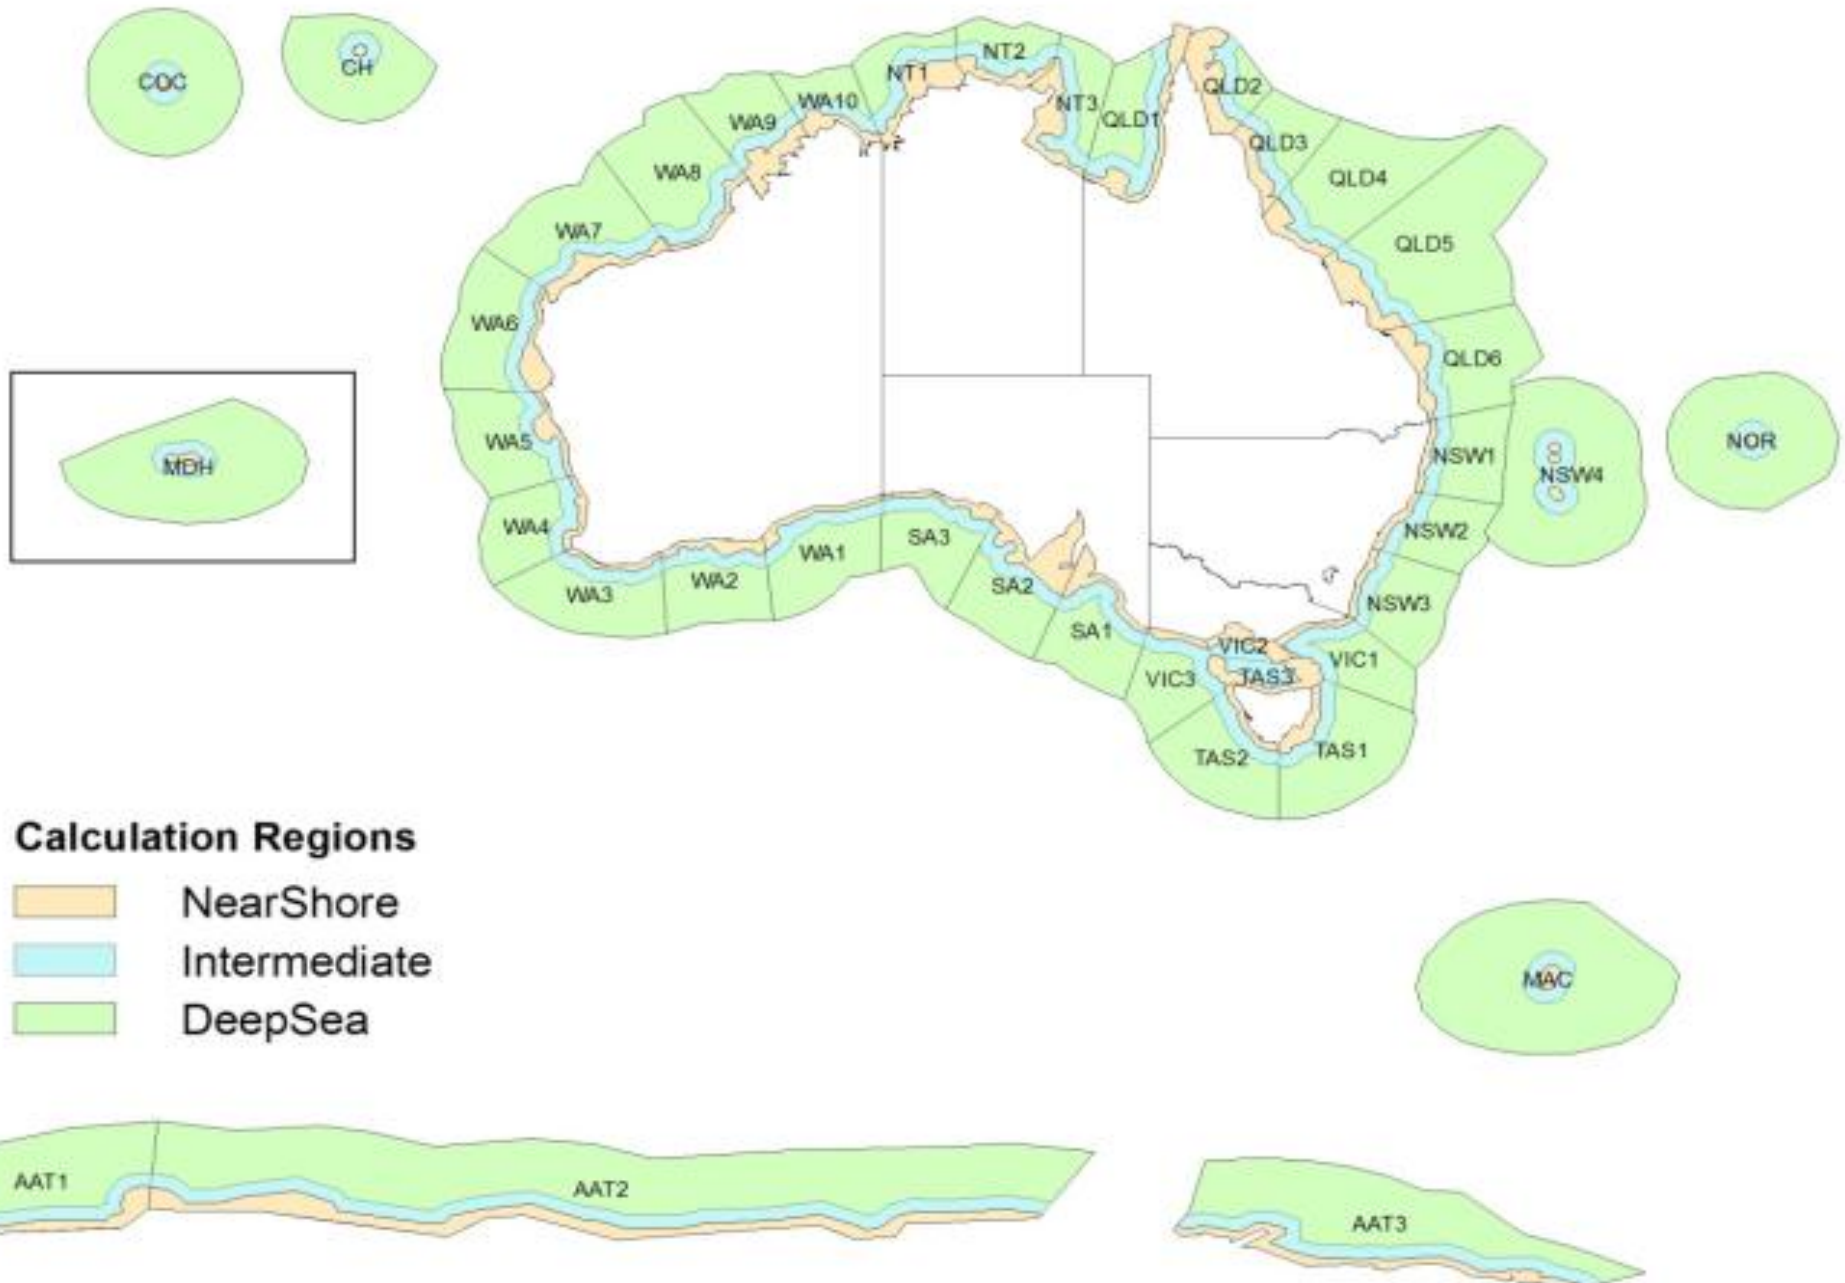 COC
CH
NT1
NT2
NT3
QLD1
QLD2
QLD3
QLD4
QLD5
QLD6
WA10
WA9
WA8
WA7
WA6
WA5
WA4
WA3
WA2
WA1
SA3
SA2
SA1
VIC3
VIC2
VIC1
TAS3
TAS2
TAS1
NSW1
NSW2
NSW3
NSW4
NOR
MDH
Calculation Regions
NearShore
Intermediate
DeepSea
MAC
AAT1
AAT2
AAT3